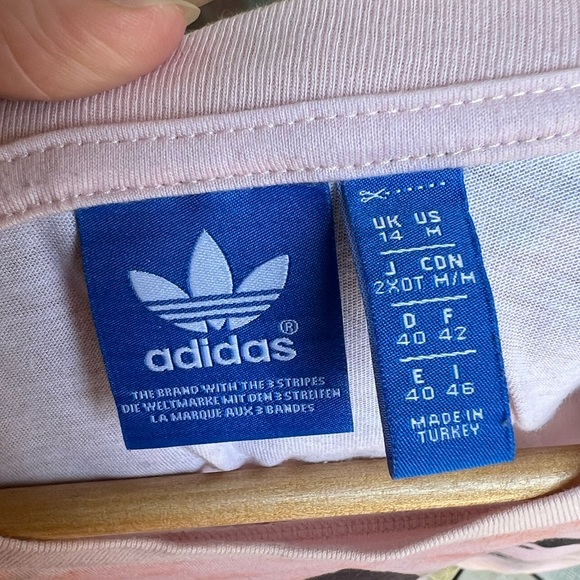 adidas®
THE BRAND WITH THE 3 STRIPES
DIE WELTMARKE MIT DEN 3 STREIFEN
LA MARQUE AUX 3 BANDES
UK US
14 M
J CDN
2XOT M/M
D F
40 42
E I
40 46
MADE IN
TURKEY